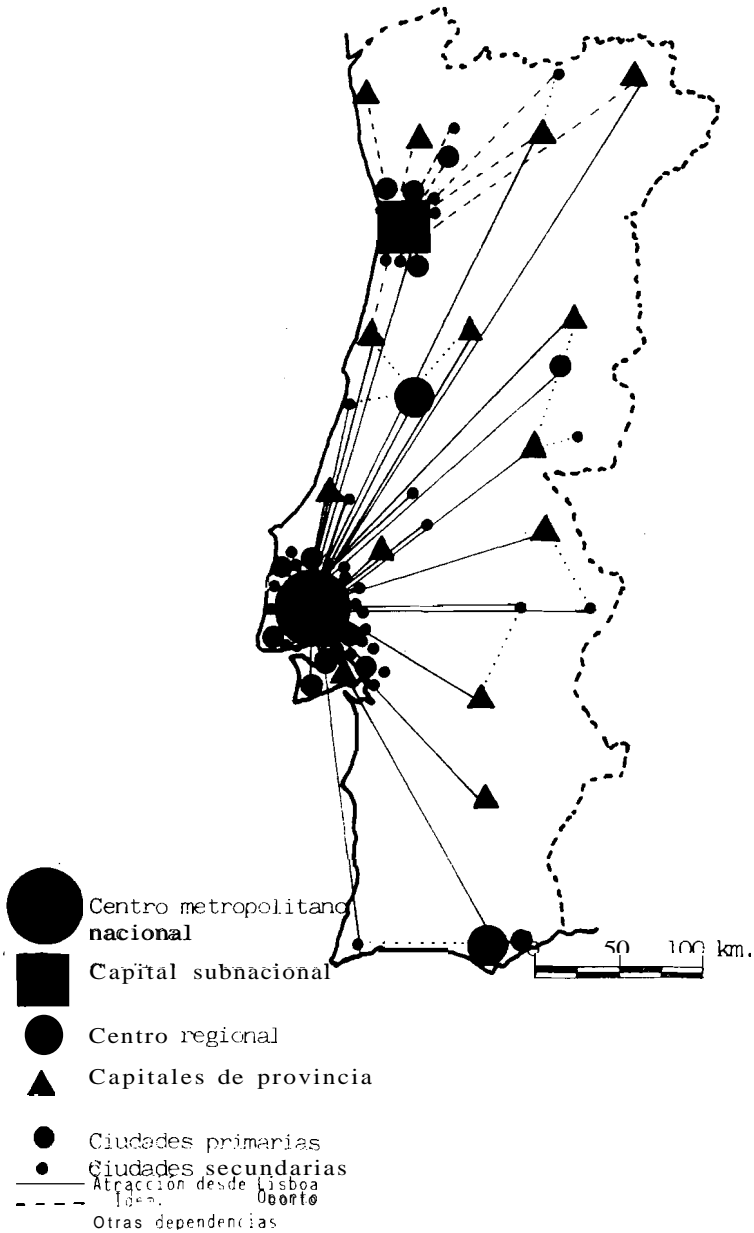 0 50 100 km.
Centro metropolitano
nacional
Capital subnacional
Centro regional
Capitales de provincia
Ciudades primarias
Ciudades secundarias
Atracción desde Lisboa
Idem. Oporto
Otras dependencias